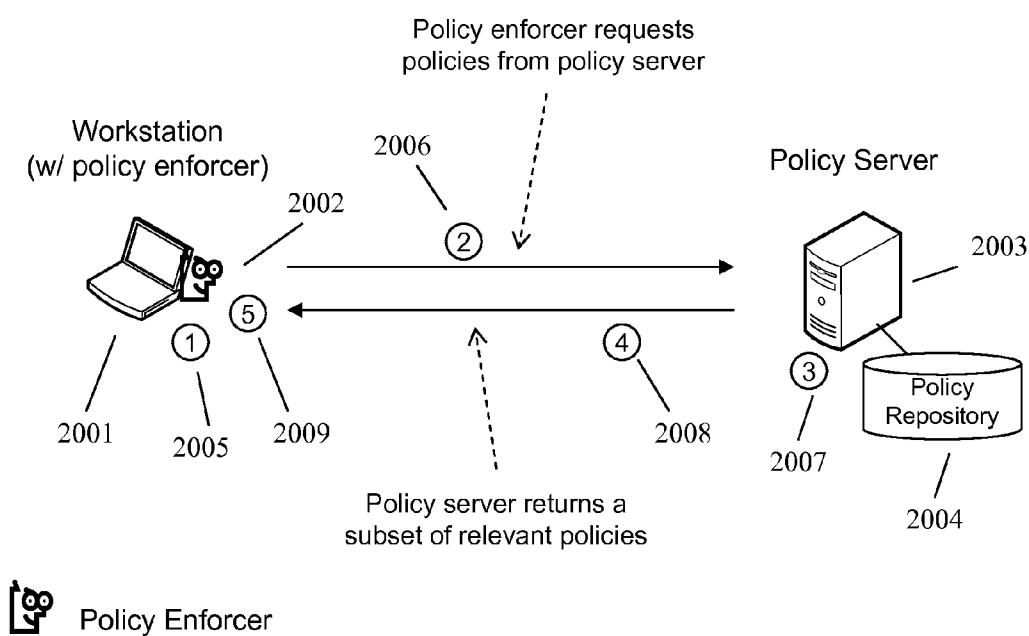 Policy enforcer requests
policies from policy server
Workstation
(w/ policy enforcer)
2006
Policy Server
2002
2
2003
5
1
4
3
Policy
Repository
2001
2005
2009
2008
2007
2004
Policy server returns a
subset of relevant policies
Policy Enforcer